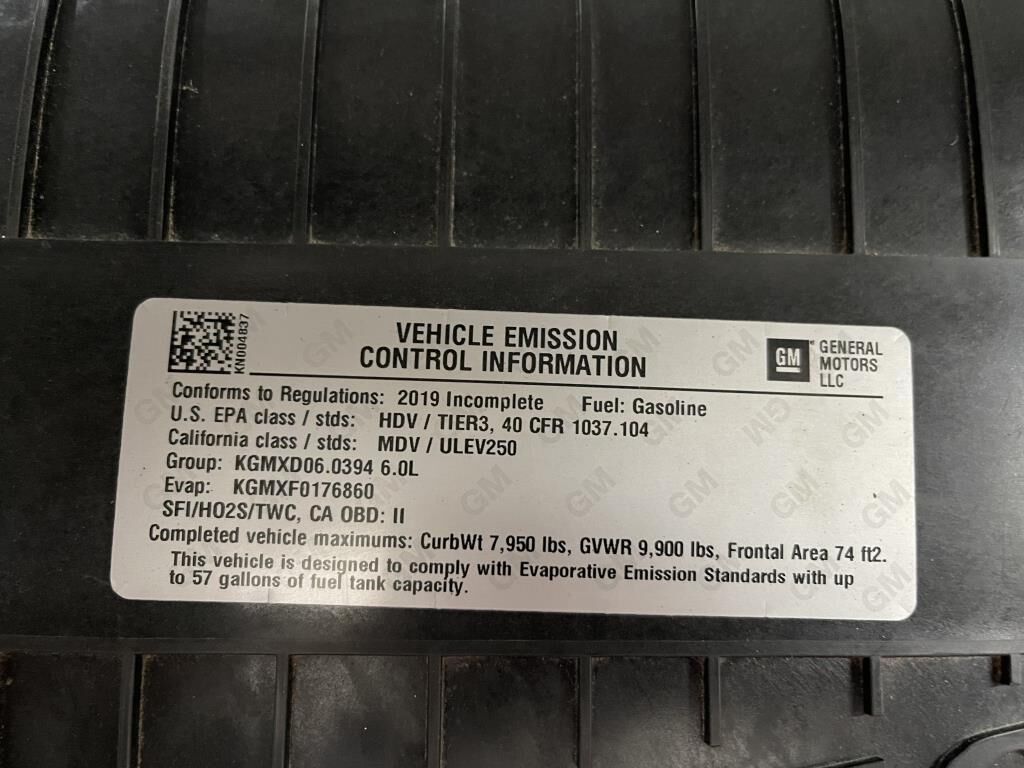 KN004837
VEHICLE EMISSION
CONTROL INFORMATION
GM
GENERAL
MOTORS
LLC
Conforms to Regulations: 2019 Incomplete Fuel: Gasoline
U.S. EPA class / stds: HDV / TIER3, 40 CFR 1037.104
California class / stds: MDV / ULEV250
Group: KGMXD06.0394 6.0L
Evap: KGMXF0176860
SFI/HO2S/TWC, CA OBD: II
Completed vehicle maximums: CurbWt 7,950 lbs, GVWR 9,900 lbs, Frontal Area 74 ft2.
This vehicle is designed to comply with Evaporative Emission Standards with up
to 57 gallons of fuel tank capacity.